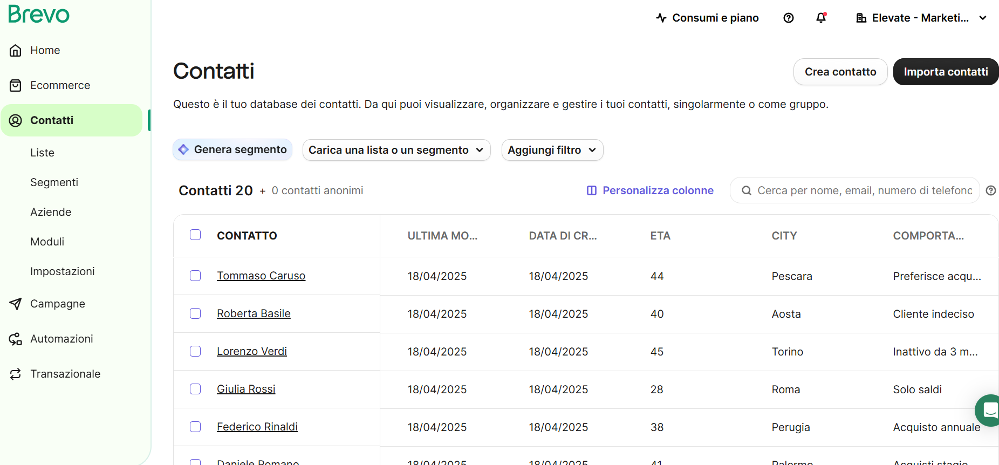 Brevo
Consumi e piano
Elevate - Marketi...
Home
Ecommerce
Contatti
Liste
Segmenti
Aziende
Moduli
Impostazioni
Campagne
Automazioni
Transazionale
Contatti
Crea contatto
Importa contatti
Questo è il tuo database dei contatti. Da qui puoi visualizzare, organizzare e gestire i tuoi contatti, singolarmente o come gruppo.
Genera segmento
Carica una lista o un segmento
Aggiungi filtro
Contatti 20 + 0 contatti anonimi
Personalizza colonne
Cerca per nome, email, numero di telefono
CONTATTO ULTIMA MO... DATA DI CR... ETA CITY COMPORTA...
Tommaso Caruso 18/04/2025 18/04/2025 44 Pescara Preferisce acqu...
Roberta Basile 18/04/2025 18/04/2025 40 Aosta Cliente indeciso
Lorenzo Verdi 18/04/2025 18/04/2025 45 Torino Inattivo da 3 m...
Giulia Rossi 18/04/2025 18/04/2025 28 Roma Solo saldi
Federico Rinaldi 18/04/2025 18/04/2025 38 Perugia Acquisto annuale
Daniele Romano 18/04/2025 18/04/2025 41 Palermo Acquisti stagio...